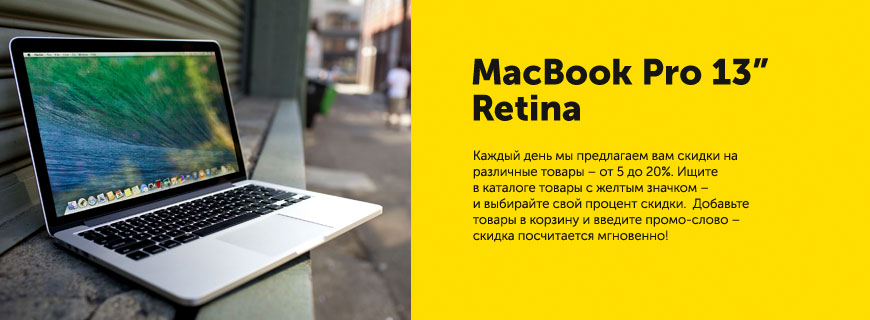 MacBook Pro 13”
Retina
Каждый день мы предлагаем вам скидки на
различные товары – от 5 до 20%. Ищите
в каталоге товары с желтым значком –
и выбирайте свой процент скидки. Добавьте
товары в корзину и введите промо-слово –
скидка посчитается мгновенно!